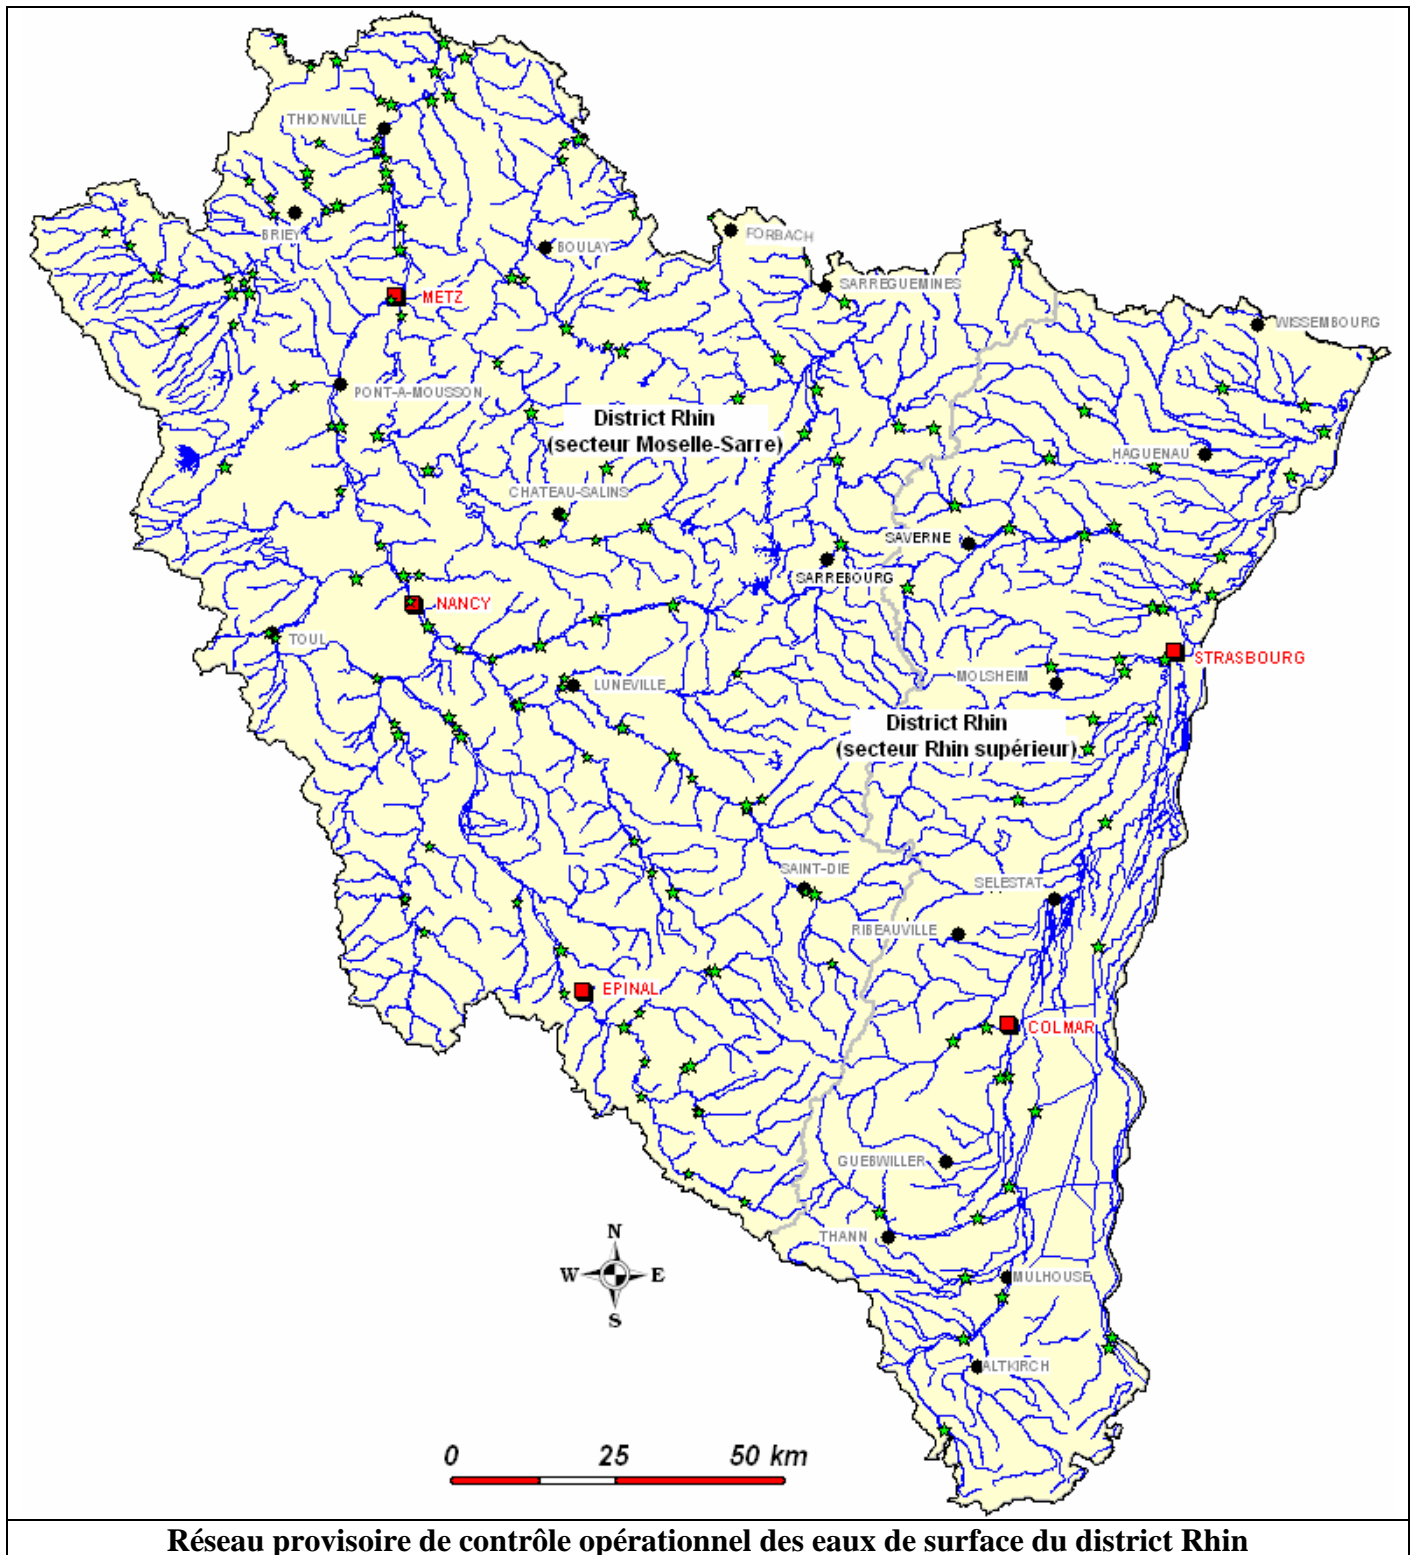 THIONVILLE
BRIEY
BOULAY
FORBACH
SARREGUEMINES
METZ
WISSEMBOURG
PONT-A-MOUSSON
District Rhin
(secteur Moselle-Sarre)
HAGUENAU
CHATEAU-SALINS
SAVERNE
SARREBOURG
NANCY
TOUL
STRASBOURG
MOLSHEIM
LUNEVILLE
District Rhin
(secteur Rhin supérieur)
SAINT-DIE
SELESTAT
RIBEAUVILLE
EPINAL
COLMAR
GUEBWILLER
THANN
N
W E
S
MULHOUSE
ALTKIRCH
0 25 50 km
Réseau provisoire de contrôle opérationnel des eaux de surface du district Rhin